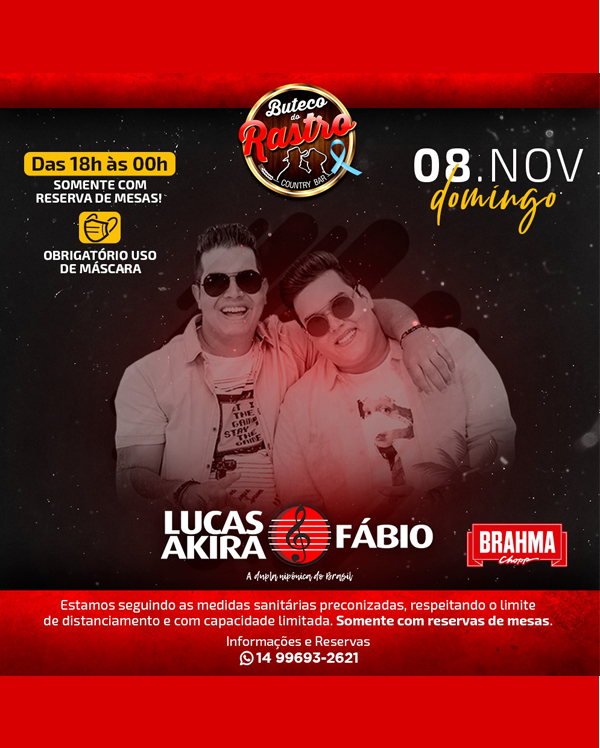 Buteco
do
Rastro
COUNTRY BAR
Das 18h às 00h
SOMENTE COM
RESERVA DE MESAS!
OBRIGATÓRIO USO
DE MÁSCARA
08.NOV
domingo
LUCAS
AKIRA
FÁBIO
A dupla nipônica do Brasil
BRAHMA
Chopp
Estamos seguindo as medidas sanitárias preconizadas, respeitando o limite
de distanciamento e com capacidade limitada. Somente com reservas de mesas.
Informações e Reservas
14 99693-2621